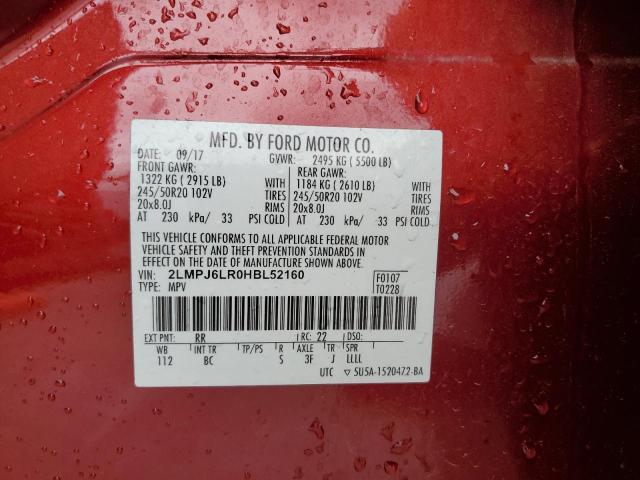 MFD. BY FORD MOTOR CO.
DATE: 09/17 GVWR: 2495 KG ( 5500 LB)
FRONT GAWR: REAR GAWR:
1322 KG ( 2915 LB) 1184 KG ( 2610 LB)
245/50R20 102V TIRES 245/50R20 102V TIRES
20x8.0J RIMS 20x8.0J RIMS
AT 230 kPa/ 33 PSI COLD AT 230 kPa/ 33 PSI COLD
THIS VEHICLE CONFORMS TO ALL APPLICABLE FEDERAL MOTOR
VEHICLE SAFETY AND THEFT PREVENTION STANDARDS IN
EFFECT ON THE DATE OF MANUFACTURE SHOWN ABOVE.
VIN: 2LMPJ6LR0HBL52160 F0107
TYPE: MPV T0228
EXT PNT: RR RC: 22 DSO:
WB INT TR TP/PS R AXLE TR SPR
112 BC S 3F J LLLL
UTC ▽ 5U5A-1520472-BA